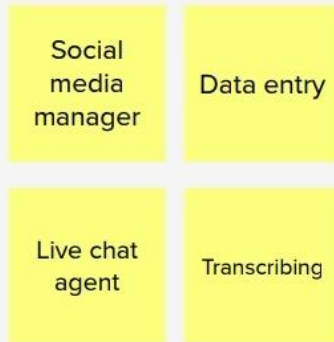 Social
media
manager
Data entry
Live chat
agent
Transcribing